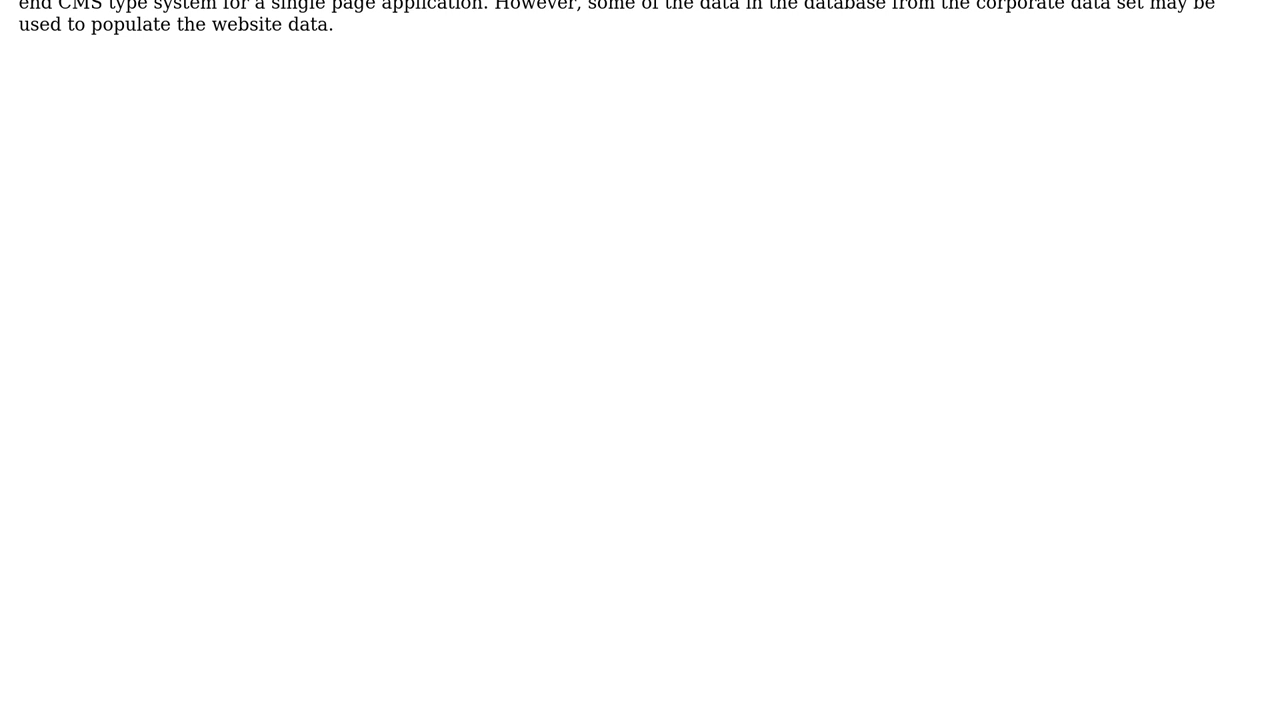 end CMS type system for a single page application. However, some of the data in the database from the corporate data set may be
used to populate the website data.